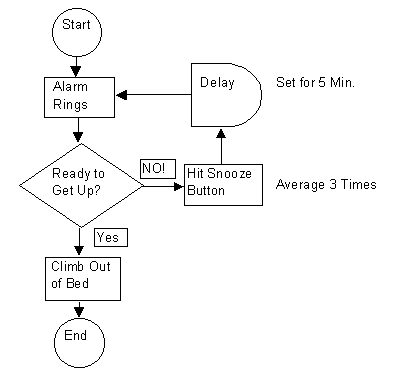 Start
Alarm
Rings
Delay
Set for 5 Min.
Ready to
Get Up?
NO!
Hit Snooze
Button
Average 3 Times
Yes
Climb Out
of Bed
End